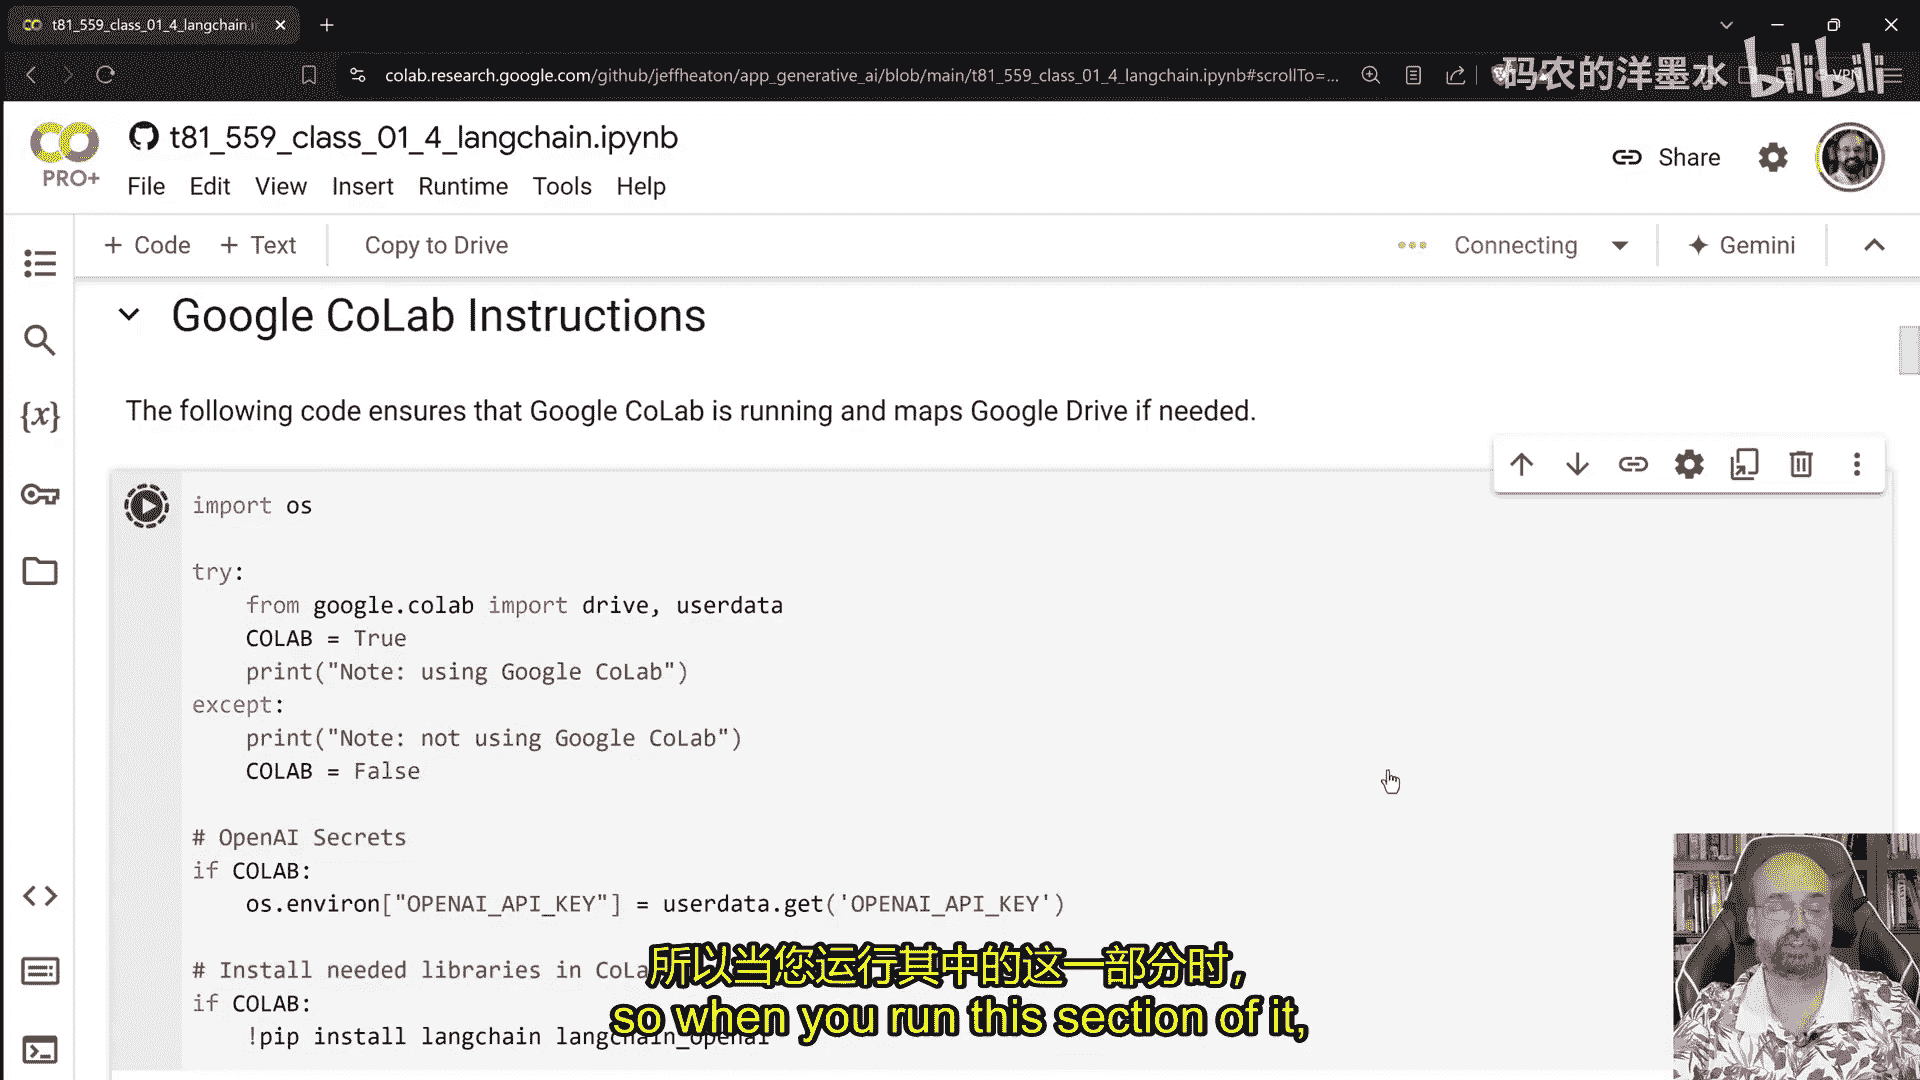 t81_559_class_01_4_langchain.i
colab.research.google.com/github/jeffheaton/app_generative_ai/blob/main/t81_559_class_01_4_langchain.ipynb#scrollTo=...
码农的洋墨水 bilibili
VPN
t81_559_class_01_4_langchain.ipynb
PRO+
File Edit View Insert Runtime Tools Help
Share
+ Code + Text Copy to Drive
Connecting
Gemini
Google CoLab Instructions
The following code ensures that Google CoLab is running and maps Google Drive if needed.
import os
try:
from google.colab import drive, userdata
COLAB = True
print("Note: using Google CoLab")
except:
print("Note: not using Google CoLab")
COLAB = False
# OpenAI Secrets
if COLAB:
os.environ["OPENAI_API_KEY"] = userdata.get('OPENAI_API_KEY')
# Install needed libraries in CoLa
if COLAB:
!pip install langchain langchain_openai
所以当您运行其中的这一部分时,
so when you run this section of it,